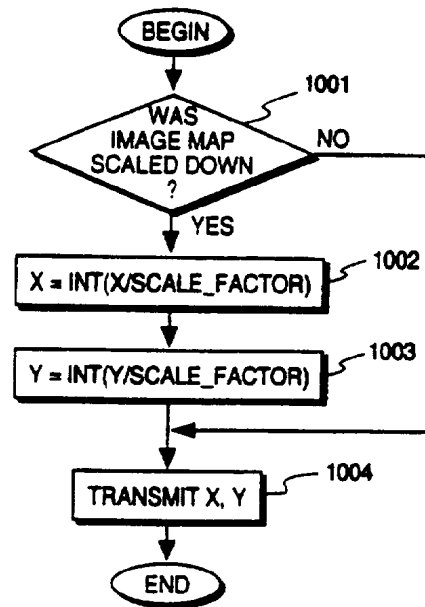 BEGIN
1001
WAS
IMAGE MAP
SCALED DOWN
?
NO
YES
1002
X = INT(X/SCALE_FACTOR)
1003
Y = INT(Y/SCALE_FACTOR)
1004
TRANSMIT X, Y
END